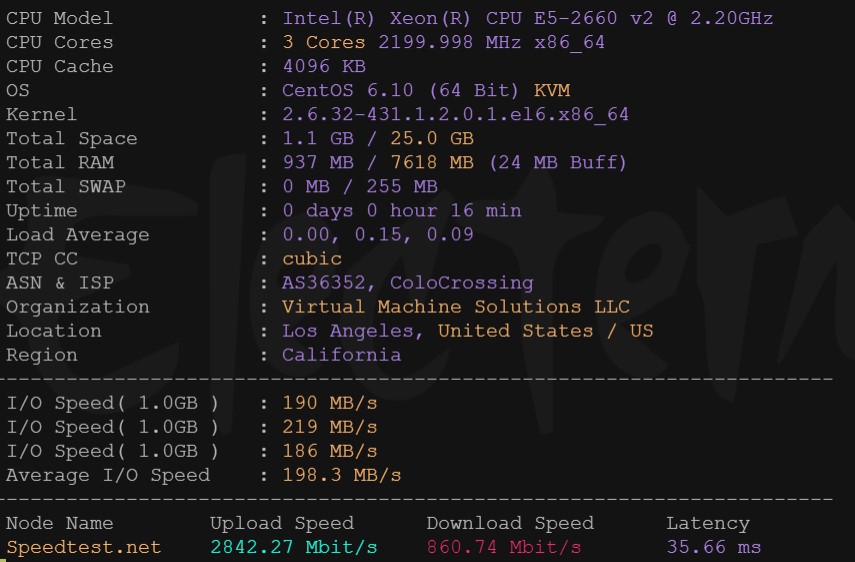 CPU Model : Intel(R) Xeon(R) CPU E5-2660 v2 @ 2.20GHz
CPU Cores : 3 Cores 2199.998 MHz x86_64
CPU Cache : 4096 KB
OS : CentOS 6.10 (64 Bit) KVM
Kernel : 2.6.32-431.1.2.0.1.el6.x86_64
Total Space : 1.1 GB / 25.0 GB
Total RAM : 937 MB / 7618 MB (24 MB Buff)
Total SWAP : 0 MB / 255 MB
Uptime : 0 days 0 hour 16 min
Load Average : 0.00, 0.15, 0.09
TCP CC : cubic
ASN & ISP : AS36352, ColoCrossing
Organization : Virtual Machine Solutions LLC
Location : Los Angeles, United States / US
Region : California
----------------------------------------------------------------------
I/O Speed( 1.0GB ) : 190 MB/s
I/O Speed( 1.0GB ) : 219 MB/s
I/O Speed( 1.0GB ) : 186 MB/s
Average I/O Speed : 198.3 MB/s
----------------------------------------------------------------------
Node Name Upload Speed Download Speed Latency
Speedtest.net 2842.27 Mbit/s 860.74 Mbit/s 35.66 ms